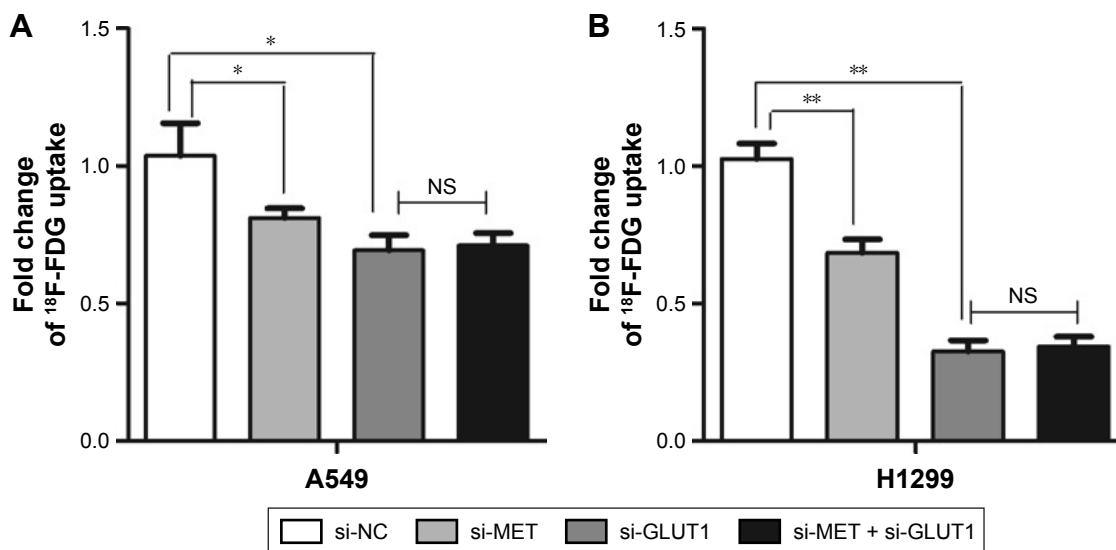 A
Fold change
of ¹⁸F-FDG uptake
1.5
1.0
0.5
0.0
*
*
NS
A549
B
Fold change
of ¹⁸F-FDG uptake
1.5
1.0
0.5
0.0
**
**
NS
H1299
si-NC si-MET si-GLUT1 si-MET + si-GLUT1